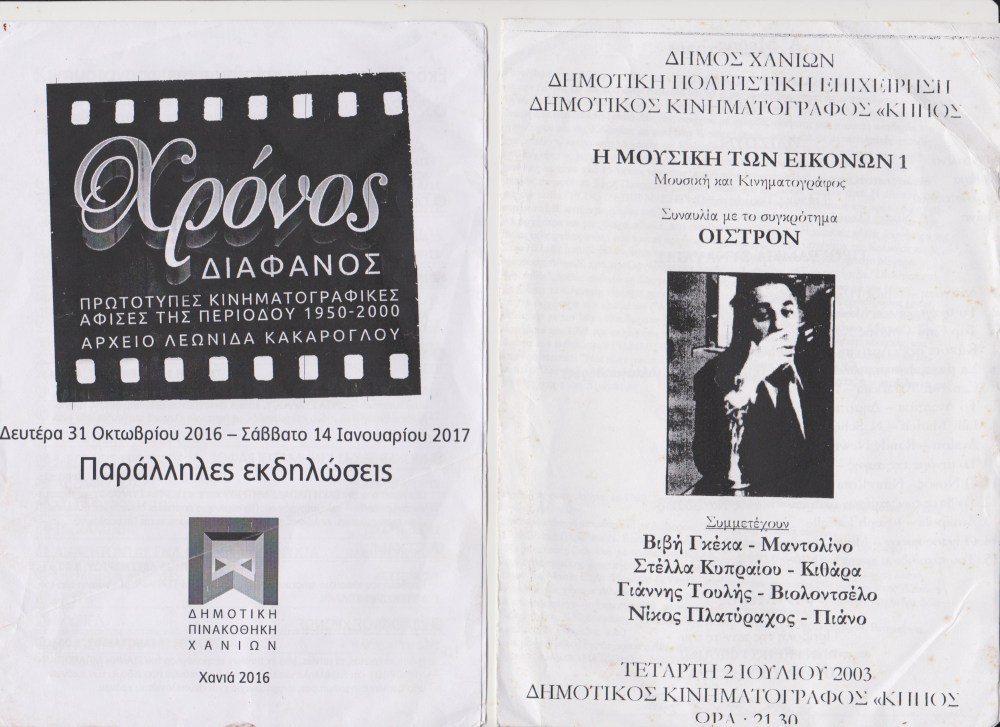 Χρόνος
ΔΙΑΦΑΝΟΣ
ΠΡΩΤΟΤΥΠΕΣ ΚΙΝΗΜΑΤΟΓΡΑΦΙΚΕΣ
ΑΦΙΣΕΣ ΤΗΣ ΠΕΡΙΟΔΟΥ 1950-2000
ΑΡΧΕΙΟ ΛΕΩΝΙΔΑ ΚΑΚΑΡΟΓΛΟΥ
Δευτέρα 31 Οκτωβρίου 2016 – Σάββατο 14 Ιανουαρίου 2017
Παράλληλες εκδηλώσεις
ΔΗΜΟΤΙΚΗ
ΠΙΝΑΚΟΘΗΚΗ
ΧΑΝΙΩΝ
Χανιά 2016
ΔΗΜΟΣ ΧΑΝΙΩΝ
ΔΗΜΟΤΙΚΗ ΠΟΛΙΤΙΣΤΙΚΗ ΕΠΙΧΕΙΡΗΣΗ
ΔΗΜΟΤΙΚΟΣ ΚΙΝΗΜΑΤΟΓΡΑΦΟΣ «ΚΗΠΟΣ
Η ΜΟΥΣΙΚΗ ΤΩΝ ΕΙΚΟΝΩΝ 1
Μουσική και Κινηματογράφος
Συναυλία με το συγκρότημα
ΟΙΣΤΡΟΝ
Συμμετέχουν
Βιβή Γκέκα - Μαντολίνο
Στέλλα Κυπραίου - Κιθάρα
Γιάννης Τουλής - Βιολοντσέλο
Νίκος Πλατύραχος - Πιάνο
ΤΕΤΑΡΤΗ 2 ΙΟΥΛΙΟΥ 2003
ΔΗΜΟΤΙΚΟΣ ΚΙΝΗΜΑΤΟΓΡΑΦΟΣ «ΚΗΠΟΣ
ΩΡΑ : 21.30